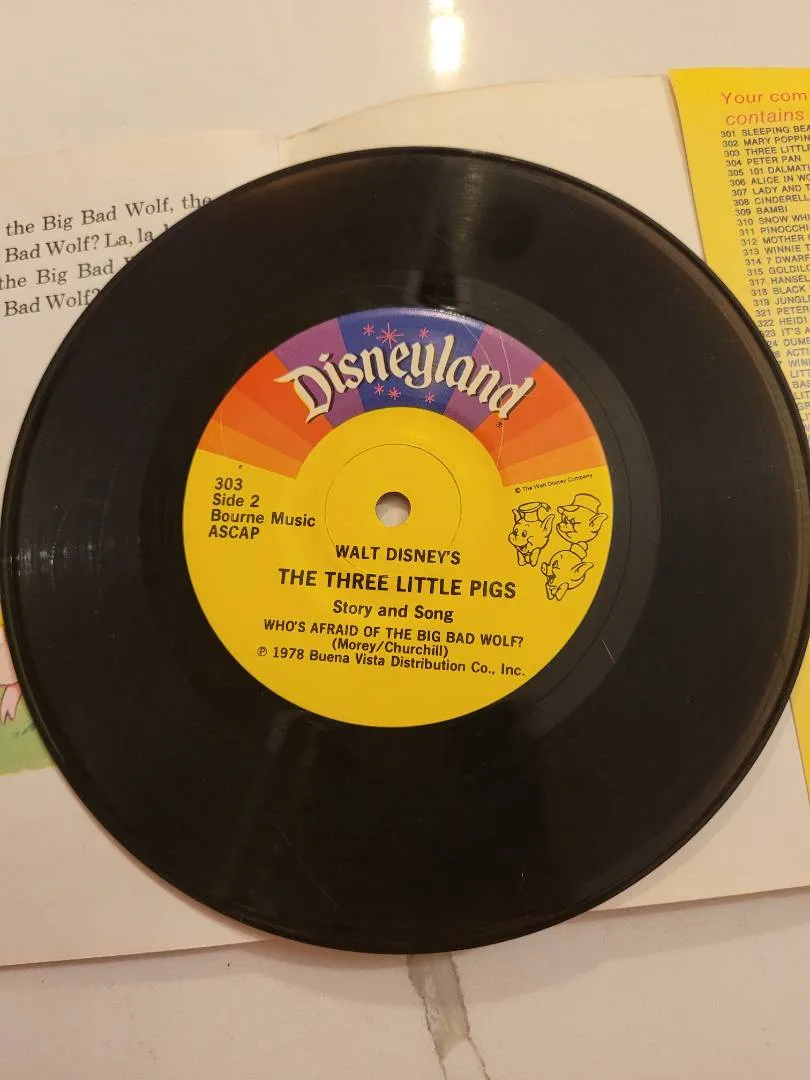 the Big Bad Wolf, the
Bad Wolf? La, la,
the Big Bad
Bad Wolf?
Your com
contains
301 SLEEPING BEA
302 MARY POPPIN
303 THREE LITTLE
304 PETER PAN
305 101 DALMATI
306 ALICE IN WO
307 LADY AND T
308 CINDERELL
309 BAMBI
310 SNOW WHI
311 PINOCCHI
312 MOTHER
313 WINNIE T
314 7 DWARF
315 GOLDILO
317 HANSEL
318 BLACK
319 JUNGL
321 PETER
322 HEIDI
323 IT'S A
24 DUMB
ACTI
WIN
LITT
Disneyland
®
303
Side 2
Bourne Music
ASCAP
© The Walt Disney Company
WALT DISNEY'S
THE THREE LITTLE PIGS
Story and Song
WHO'S AFRAID OF THE BIG BAD WOLF?
(Morey/Churchill)
℗ 1978 Buena Vista Distribution Co., Inc.